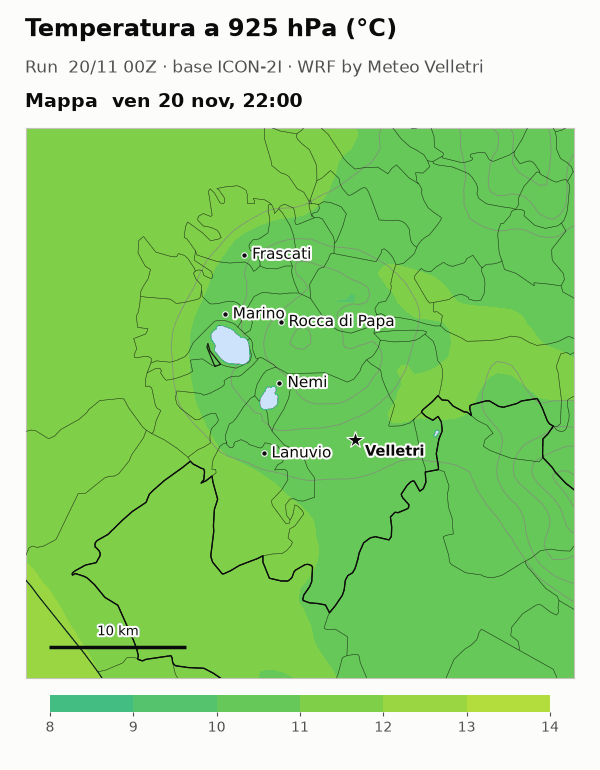 Temperatura a 925 hPa (°C)
Run  20/11 00Z · base ICON-2I · WRF by Meteo Velletri
Mappa  ven 20 nov, 22:00
Frascati
Marino
Rocca di Papa
Nemi
Velletri
Lanuvio
10 km
8 9 10 11 12 13 14